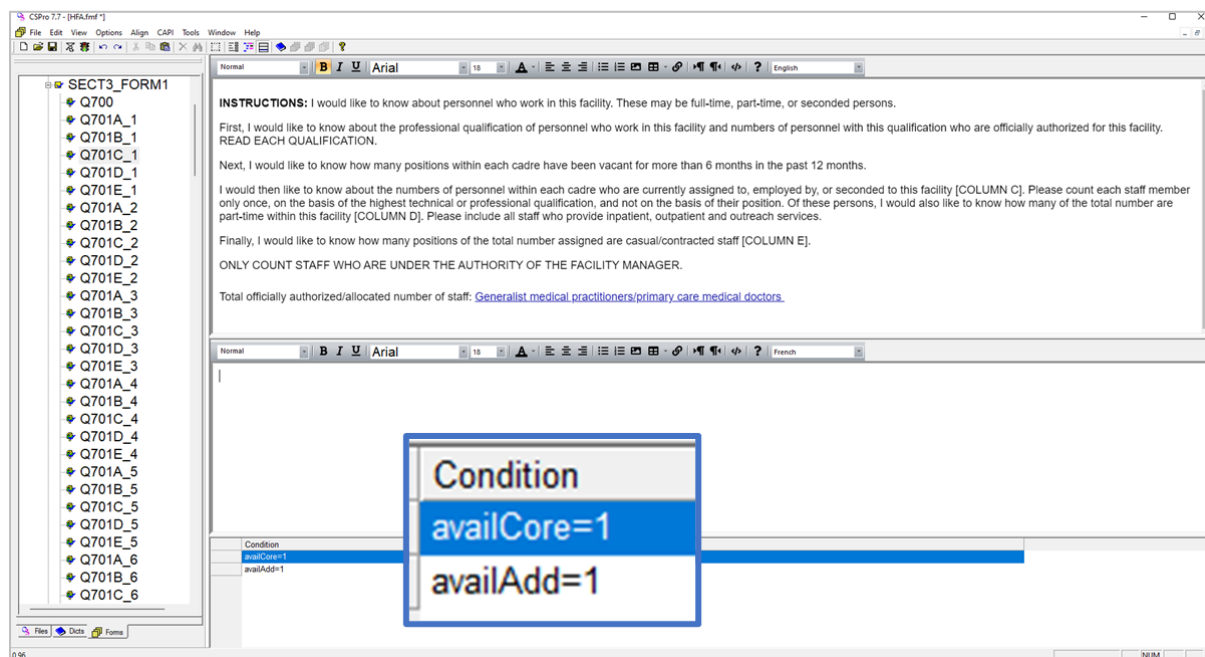 CSPro 7.7 - [HFA.fmf *]
File Edit View Options Align CAPI Tools Window Help
Normal B I U Arial 18 A ? English
SECT3_FORM1
Q700
Q701A_1
Q701B_1
Q701C_1
Q701D_1
Q701E_1
Q701A_2
Q701B_2
Q701C_2
Q701D_2
Q701E_2
Q701A_3
Q701B_3
Q701C_3
Q701D_3
Q701E_3
Q701A_4
Q701B_4
Q701C_4
Q701D_4
Q701E_4
Q701A_5
Q701B_5
Q701C_5
Q701D_5
Q701E_5
Q701A_6
Q701B_6
Q701C_6
Files Dicts Forms
INSTRUCTIONS: I would like to know about personnel who work in this facility. These may be full-time, part-time, or seconded persons.
First, I would like to know about the professional qualification of personnel who work in this facility and numbers of personnel with this qualification who are officially authorized for this facility.
READ EACH QUALIFICATION.
Next, I would like to know how many positions within each cadre have been vacant for more than 6 months in the past 12 months.
I would then like to know about the numbers of personnel within each cadre who are currently assigned to, employed by, or seconded to this facility [COLUMN C]. Please count each staff member
only once, on the basis of the highest technical or professional qualification, and not on the basis of their position. Of these persons, I would also like to know how many of the total number are
part-time within this facility [COLUMN D]. Please include all staff who provide inpatient, outpatient and outreach services.
Finally, I would like to know how many positions of the total number assigned are casual/contracted staff [COLUMN E].
ONLY COUNT STAFF WHO ARE UNDER THE AUTHORITY OF THE FACILITY MANAGER.
Total officially authorized/allocated number of staff: Generalist medical practitioners/primary care medical doctors
Normal B I U Arial 18 A ? French
Condition
availCore=1
availAdd=1
Condition
availCore=1
availAdd=1
0.96 NUM